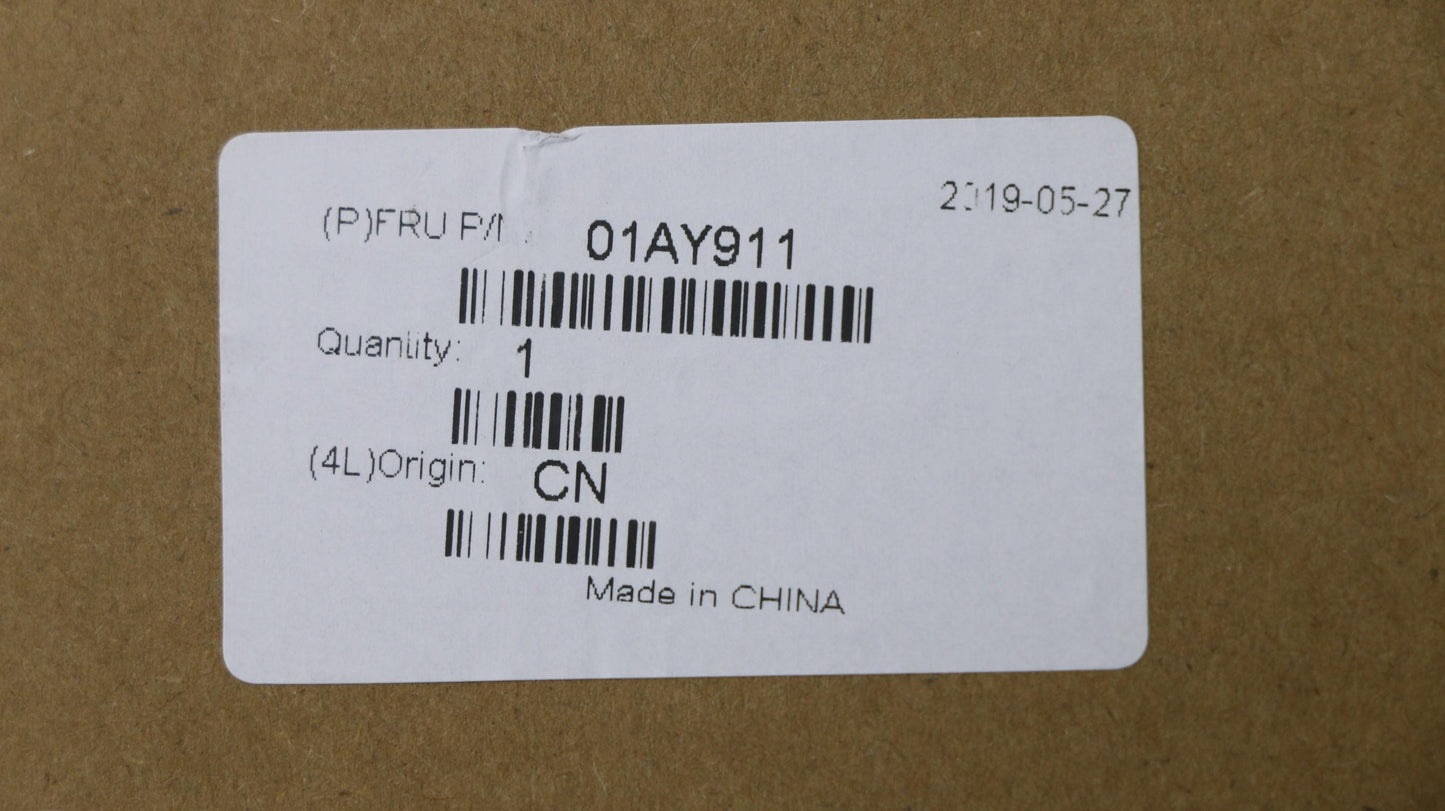 2019-05-27
(P)FRU P/N: 01AY911
Quantity: 1
(4L)Origin: CN
Made in CHINA